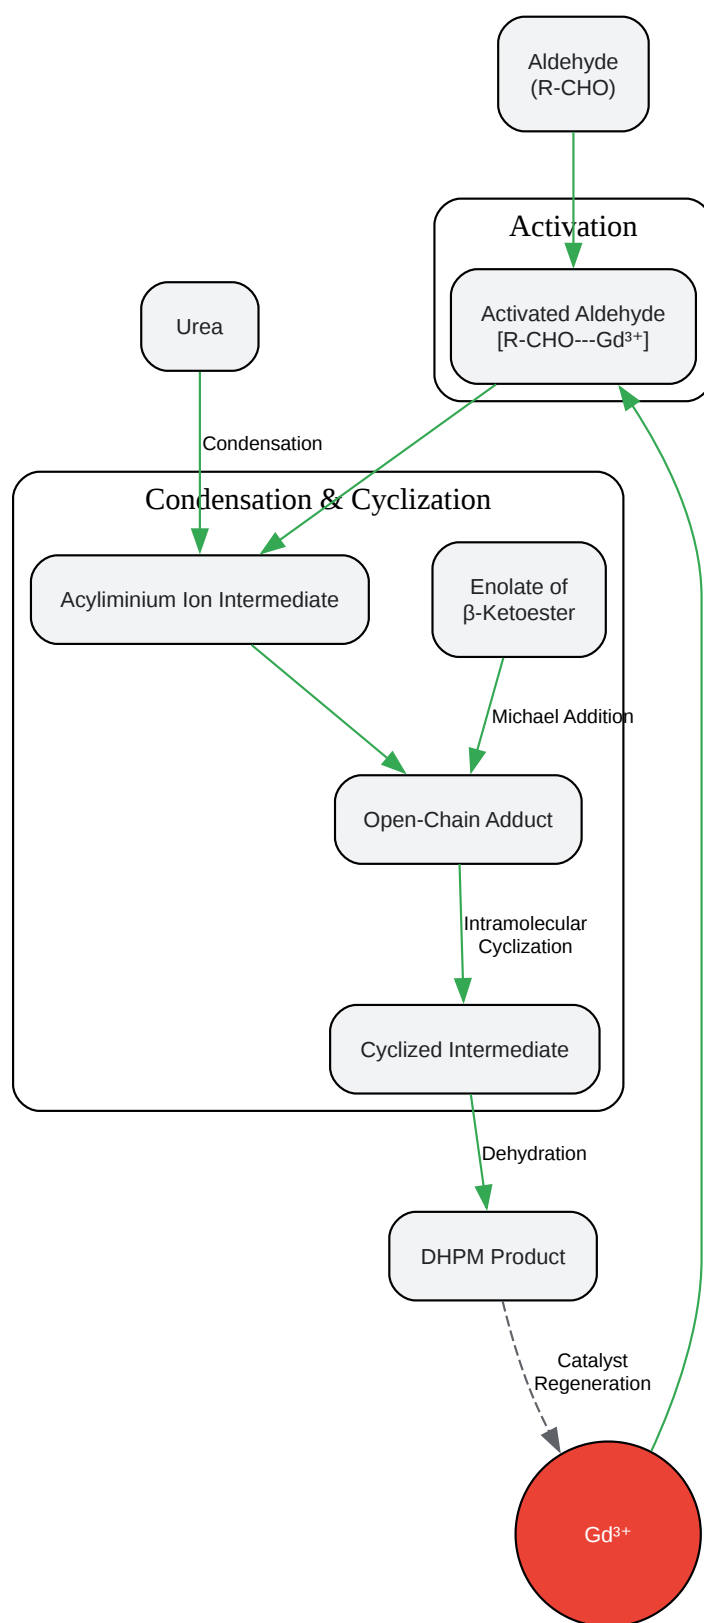 Aldehyde
(R-CHO)
Activation
Activated Aldehyde
[R-CHO---Gd³⁺]
Urea
Condensation
Condensation & Cyclization
Acyliminium Ion Intermediate
Enolate of
β-Ketoester
Michael Addition
Open-Chain Adduct
Intramolecular
Cyclization
Cyclized Intermediate
Dehydration
DHPM Product
Catalyst
Regeneration
Gd³⁺